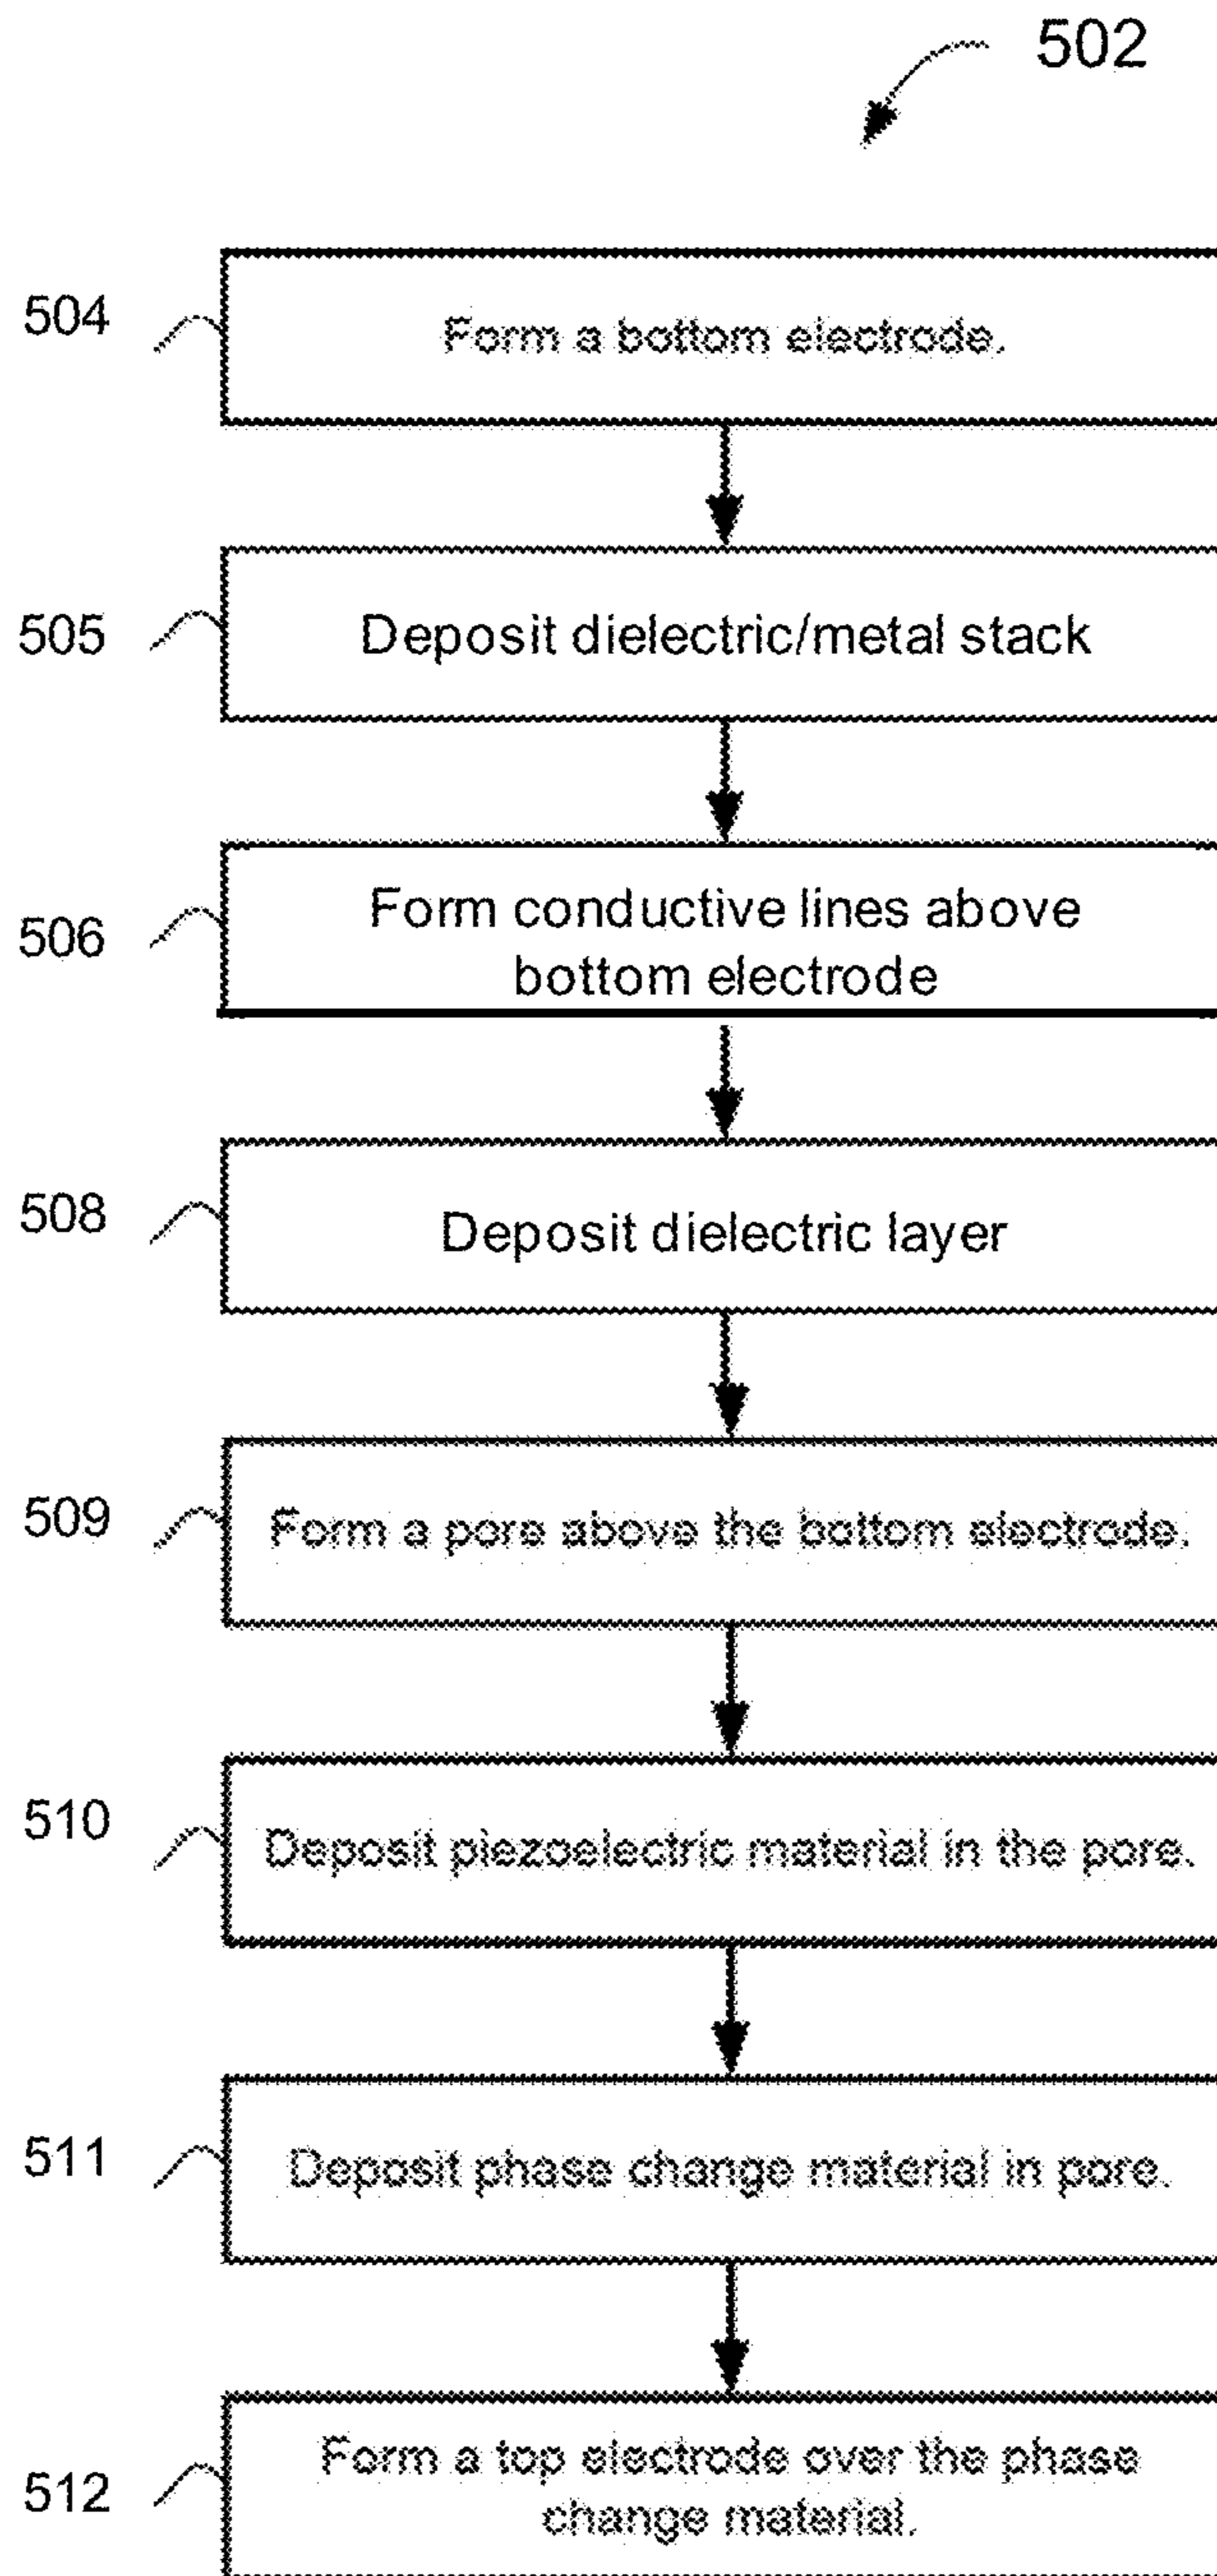 502
504
Form a bottom electrode.
505
Deposit dielectric/metal stack
506
Form conductive lines above
bottom electrode
508
Deposit dielectric layer
509
Form a pore above the bottom electrode.
510
Deposit piezoelectric material in the pore.
511
Deposit phase change material in pore.
512
Form a top electrode over the phase
change material.